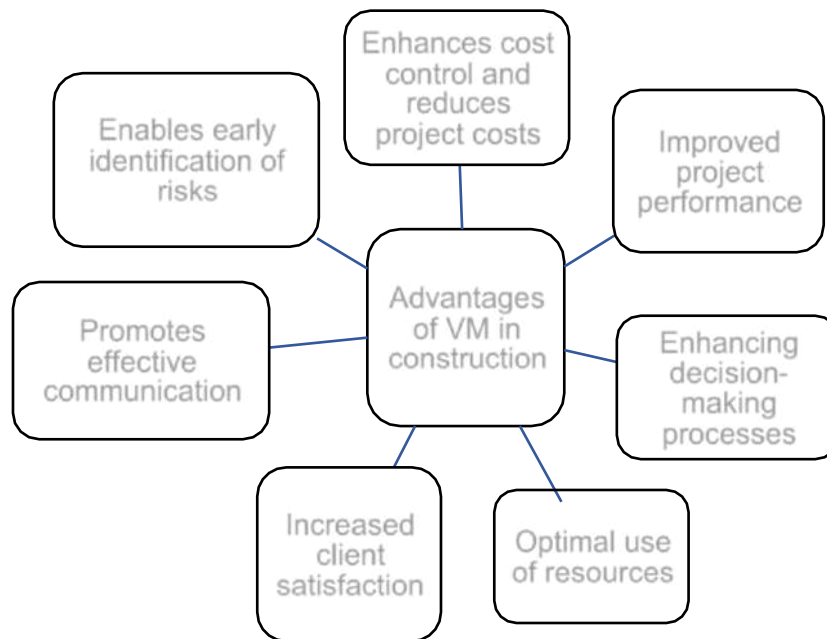 Enhances cost
control and
reduces
project costs
Enables early
identification of
risks
Improved
project
performance
Advantages
of VM in
construction
Promotes
effective
communication
Enhancing
decision-
making
processes
Increased
client
satisfaction
Optimal use
of resources